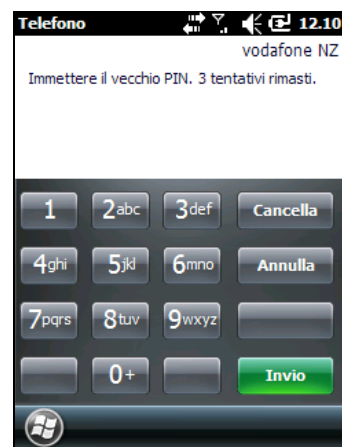 Telefono 12.10
vodafone NZ
Immettere il vecchio PIN. 3 tentativi rimasti.
1 2abc 3def Cancella
4ghi 5jkl 6mno Annulla
7pqrs 8tuv 9wxyz
0+ Invio